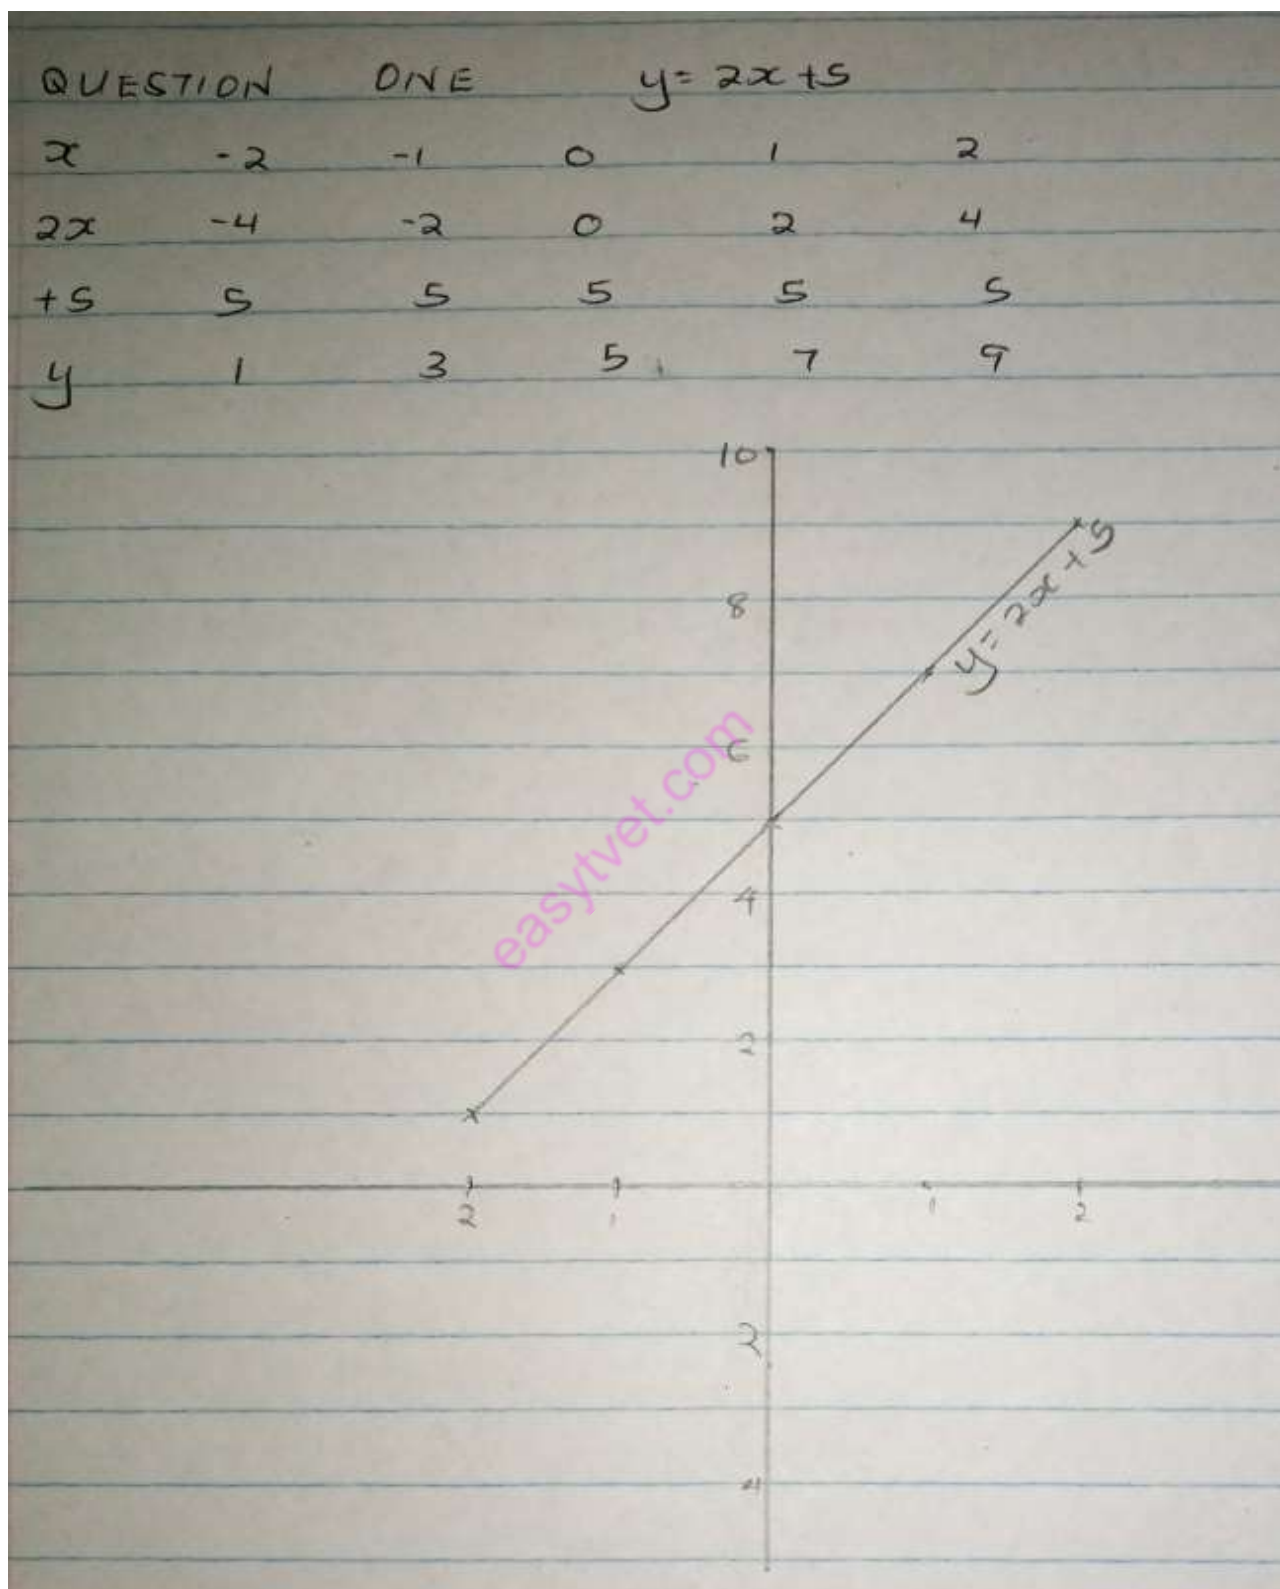 QUESTION ONE y = 2x + 5
x -2 -1 0 1 2
2x -4 -2 0 2 4
+5 5 5 5 5 5
y 1 3 5 7 9
10
8
y = 2x + 5
6
easytvet.com
4
2
2 1 1 2
2
4